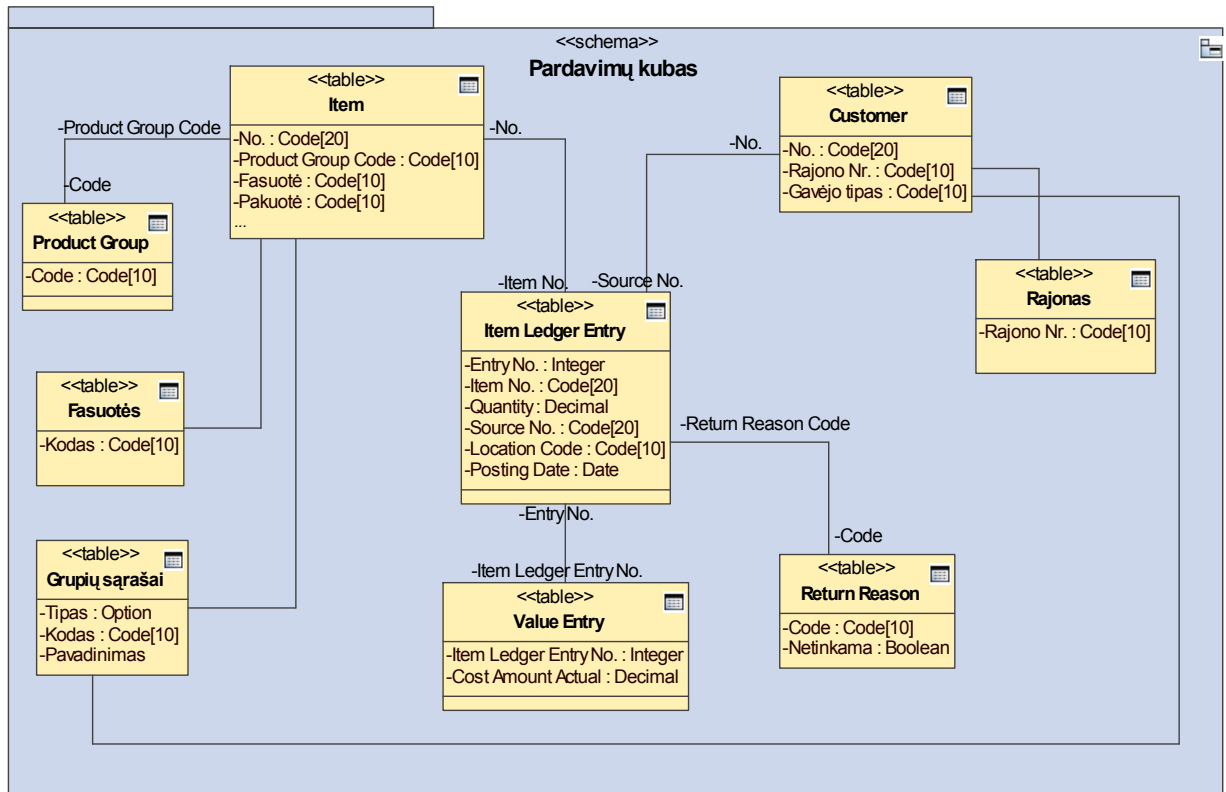 <<schema>>
Pardavimų kubas
<<table>>
Item
-No. : Code[20]
-Product Group Code : Code[10]
-Fasuotė : Code[10]
-Pakuotė : Code[10]
...
-Product Group Code
-Code
<<table>>
Product Group
-Code : Code[10]
<<table>>
Fasuotės
-Kodas : Code[10]
<<table>>
Grupių sąrašai
-Tipas : Option
-Kodas : Code[10]
-Pavadinimas
-No.
-Item No.
<<table>>
Item Ledger Entry
-Entry No. : Integer
-Item No. : Code[20]
-Quantity : Decimal
-Source No. : Code[20]
-Location Code : Code[10]
-Posting Date : Date
-Entry No.
-Item Ledger Entry No.
<<table>>
Value Entry
-Item Ledger Entry No. : Integer
-Cost Amount Actual : Decimal
-No.
-Source No.
<<table>>
Customer
-No. : Code[20]
-Rajono Nr. : Code[10]
-Gavėjo tipas : Code[10]
<<table>>
Rajonas
-Rajono Nr. : Code[10]
-Return Reason Code
-Code
<<table>>
Return Reason
-Code : Code[10]
-Netinkama : Boolean